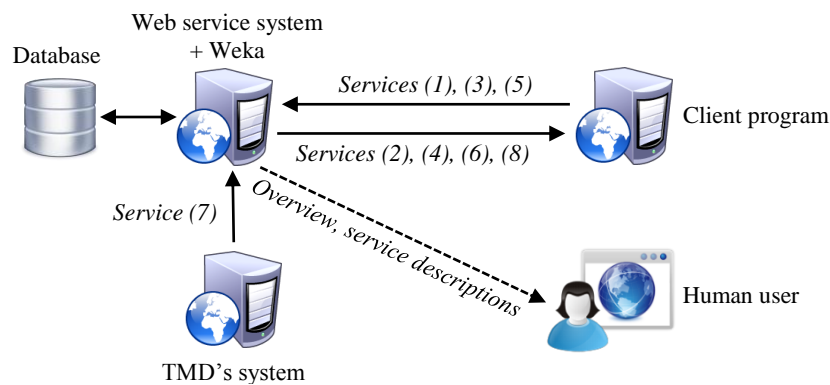 Web service system
+ Weka
Database
Services (1), (3), (5)
Client program
Services (2), (4), (6), (8)
Service (7)
Overview, service descriptions
Human user
TMD's system